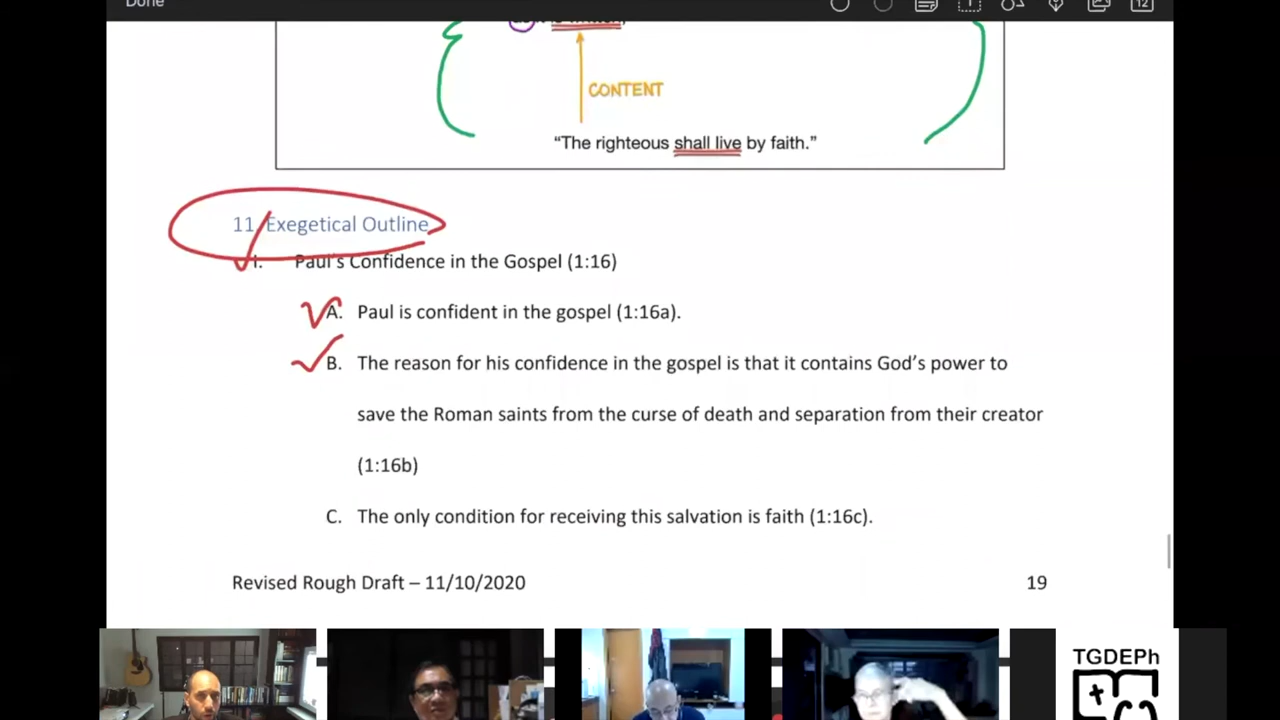 Done
CONTENT
"The righteous shall live by faith."
11. Exegetical Outline
I. Paul's Confidence in the Gospel (1:16)
A. Paul is confident in the gospel (1:16a).
B. The reason for his confidence in the gospel is that it contains God's power to
save the Roman saints from the curse of death and separation from their creator
(1:16b)
C. The only condition for receiving this salvation is faith (1:16c).
Revised Rough Draft – 11/10/2020
19
TGDEPh